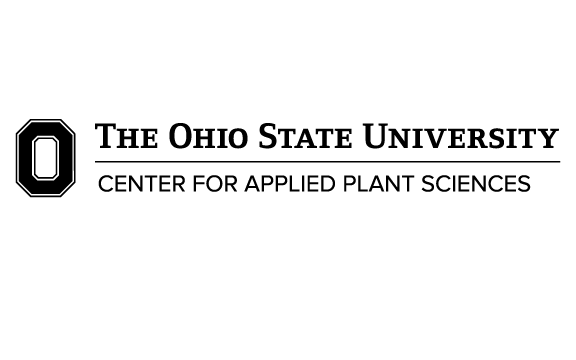 The Ohio State University
CENTER FOR APPLIED PLANT SCIENCES